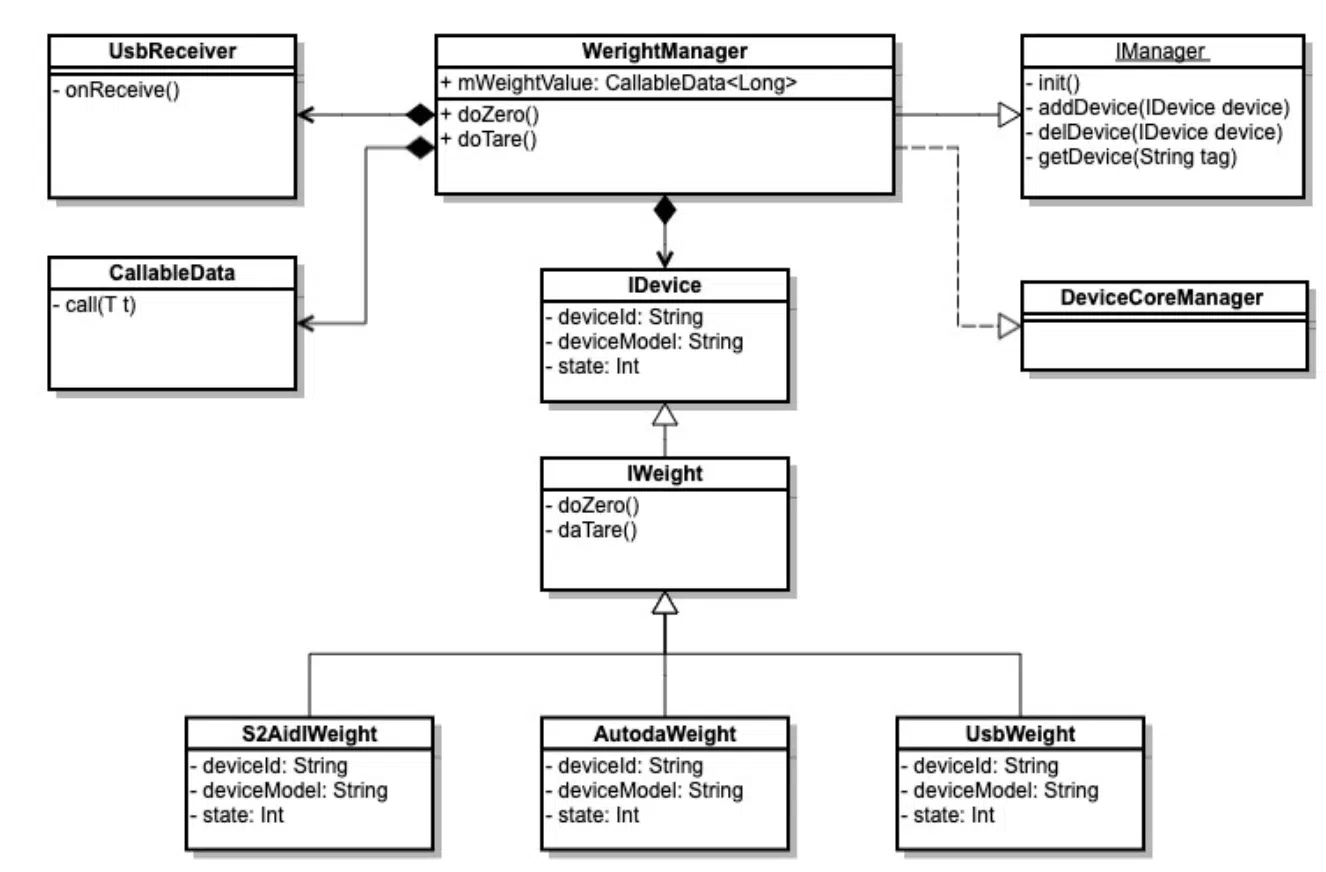 UsbReceiver
- onReceive()
WerightManager
+ mWeightValue: CallableData<Long>
+ doZero()
+ doTare()
IManager
- init()
- addDevice(IDevice device)
- delDevice(IDevice device)
- getDevice(String tag)
CallableData
- call(T t)
IDevice
- deviceId: String
- deviceModel: String
- state: Int
DeviceCoreManager
IWeight
- doZero()
- daTare()
S2AidlWeight
- deviceId: String
- deviceModel: String
- state: Int
AutodaWeight
- deviceId: String
- deviceModel: String
- state: Int
UsbWeight
- deviceId: String
- deviceModel: String
- state: Int